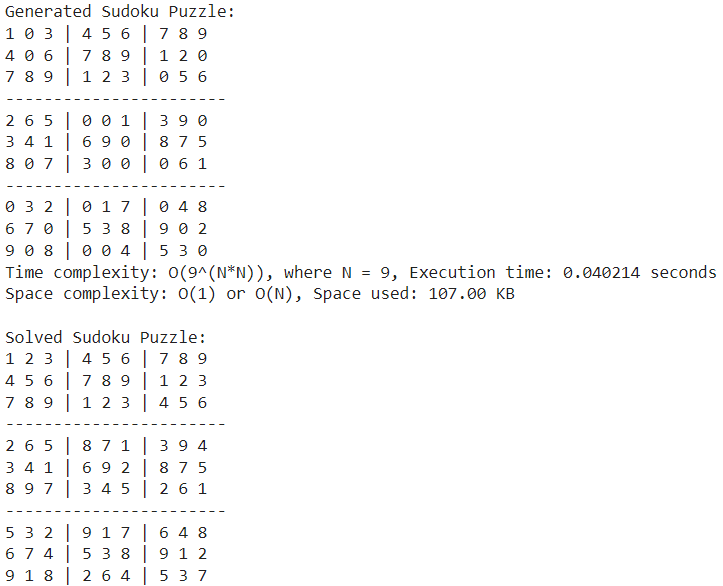 Generated Sudoku Puzzle:
1 0 3 | 4 5 6 | 7 8 9
4 0 6 | 7 8 9 | 1 2 0
7 8 9 | 1 2 3 | 0 5 6
-----------------------
2 6 5 | 0 0 1 | 3 9 0
3 4 1 | 6 9 0 | 8 7 5
8 0 7 | 3 0 0 | 0 6 1
-----------------------
0 3 2 | 0 1 7 | 0 4 8
6 7 0 | 5 3 8 | 9 0 2
9 0 8 | 0 0 4 | 5 3 0
Time complexity: O(9^(N*N)), where N = 9, Execution time: 0.040214 seconds
Space complexity: O(1) or O(N), Space used: 107.00 KB

Solved Sudoku Puzzle:
1 2 3 | 4 5 6 | 7 8 9
4 5 6 | 7 8 9 | 1 2 3
7 8 9 | 1 2 3 | 4 5 6
-----------------------
2 6 5 | 8 7 1 | 3 9 4
3 4 1 | 6 9 2 | 8 7 5
8 9 7 | 3 4 5 | 2 6 1
-----------------------
5 3 2 | 9 1 7 | 6 4 8
6 7 4 | 5 3 8 | 9 1 2
9 1 8 | 2 6 4 | 5 3 7